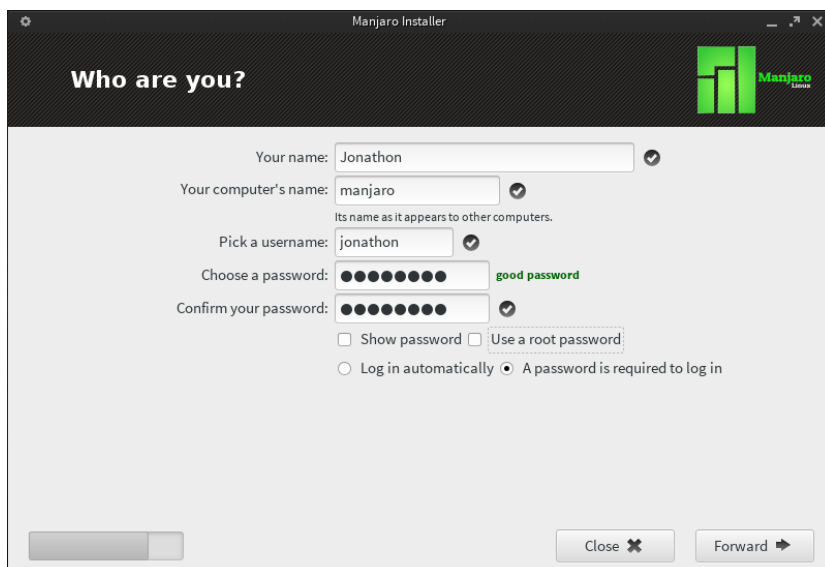 Manjaro Installer
Who are you?
Manjaro
Linux
Your name: Jonathon
Your computer's name: manjaro
Its name as it appears to other computers.
Pick a username: jonathon
Choose a password: ●●●●●●●● good password
Confirm your password: ●●●●●●●●
Show password Use a root password
Log in automatically A password is required to log in
Close Forward